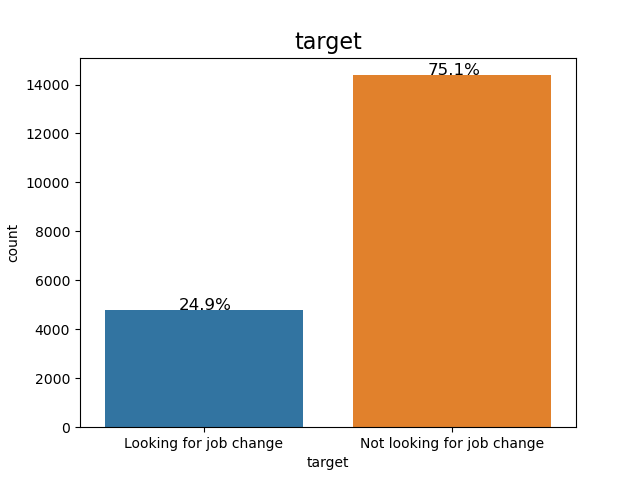 target
75.1%
24.9%
14000
12000
10000
8000
6000
4000
2000
0
count
Looking for job change
Not looking for job change
target